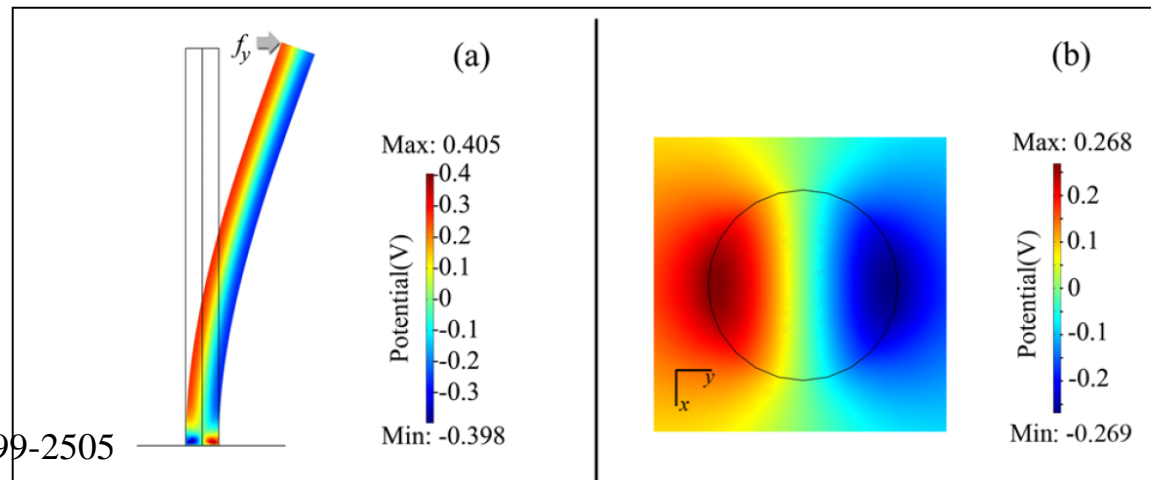 f_y
(a)
Max: 0.405
0.4
0.3
0.2
0.1
0
-0.1
-0.2
-0.3
Potential(V)
Min: -0.398
99-2505
(b)
Max: 0.268
0.2
0.1
0
-0.1
-0.2
Potential(V)
Min: -0.269
y
x